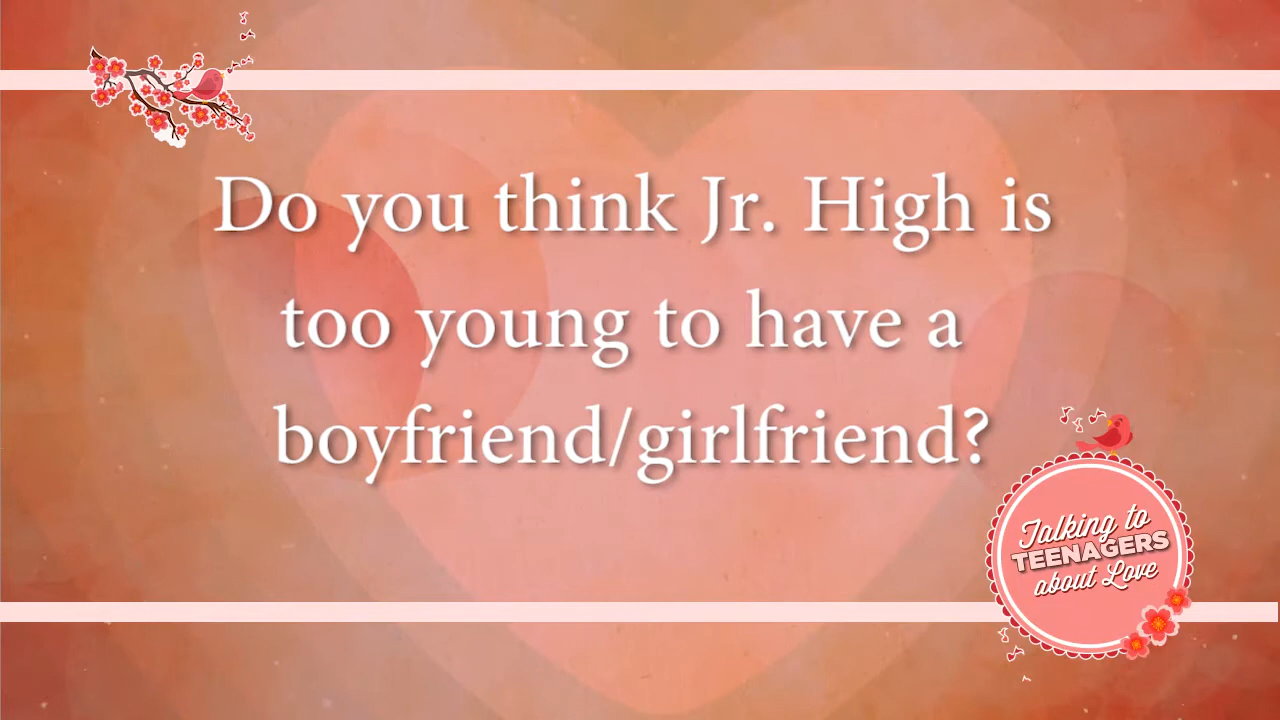 Do you think Jr. High is
too young to have a
boyfriend/girlfriend?
Talking to
TEENAGERS
about Love